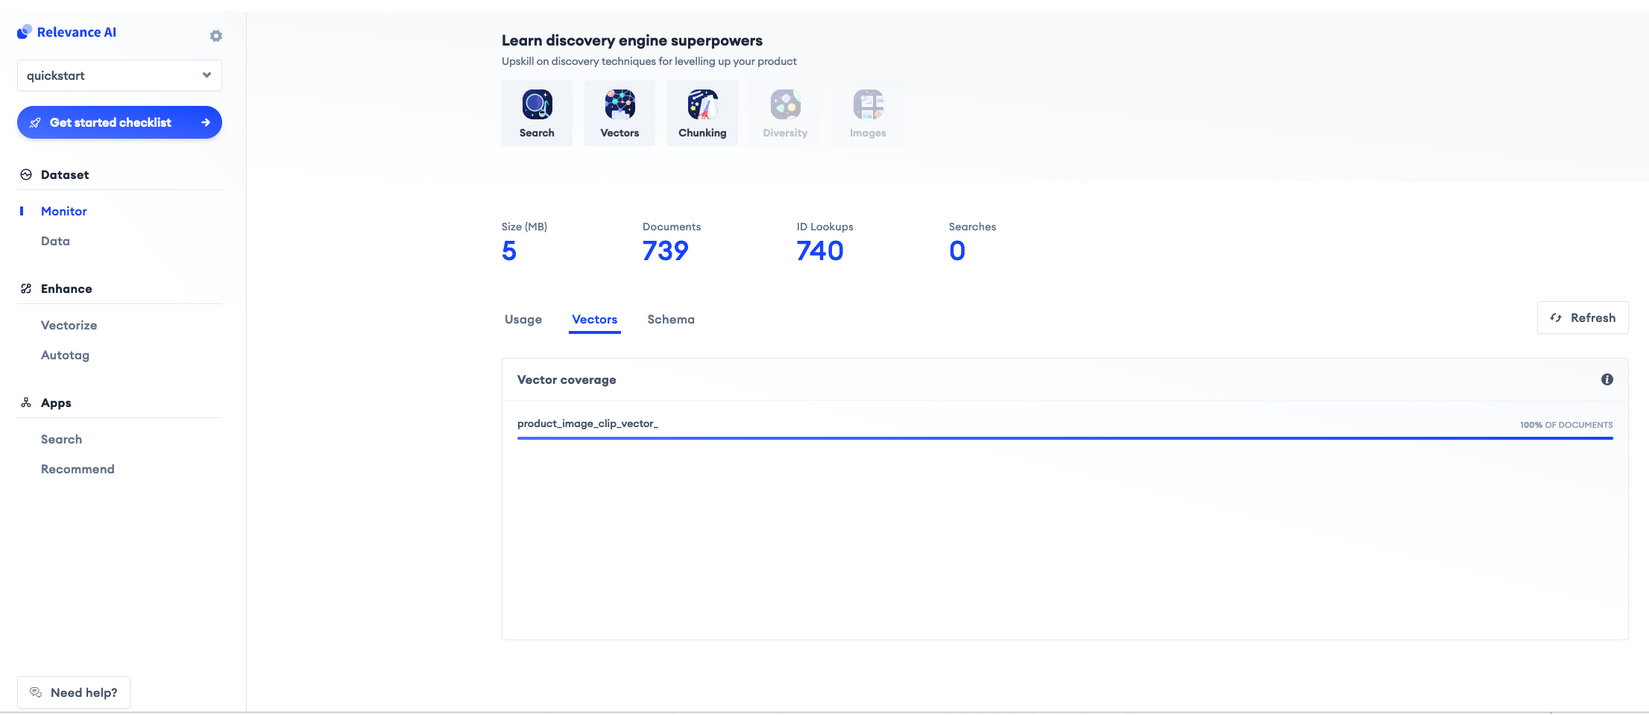 Relevance AI
quickstart
Get started checklist
Dataset
Monitor
Data
Enhance
Vectorize
Autotag
Apps
Search
Recommend
Need help?
Learn discovery engine superpowers
Upskill on discovery techniques for levelling up your product
Search Vectors Chunking Diversity Images
Size (MB) Documents ID Lookups Searches
5 739 740 0
Usage Vectors Schema
Refresh
Vector coverage
product_image_clip_vector_ 100% OF DOCUMENTS